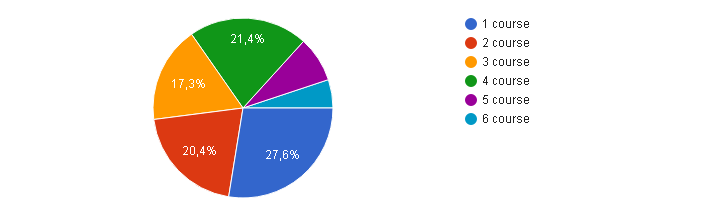 21,4%
17,3%
20,4%
27,6%
1 course
2 course
3 course
4 course
5 course
6 course